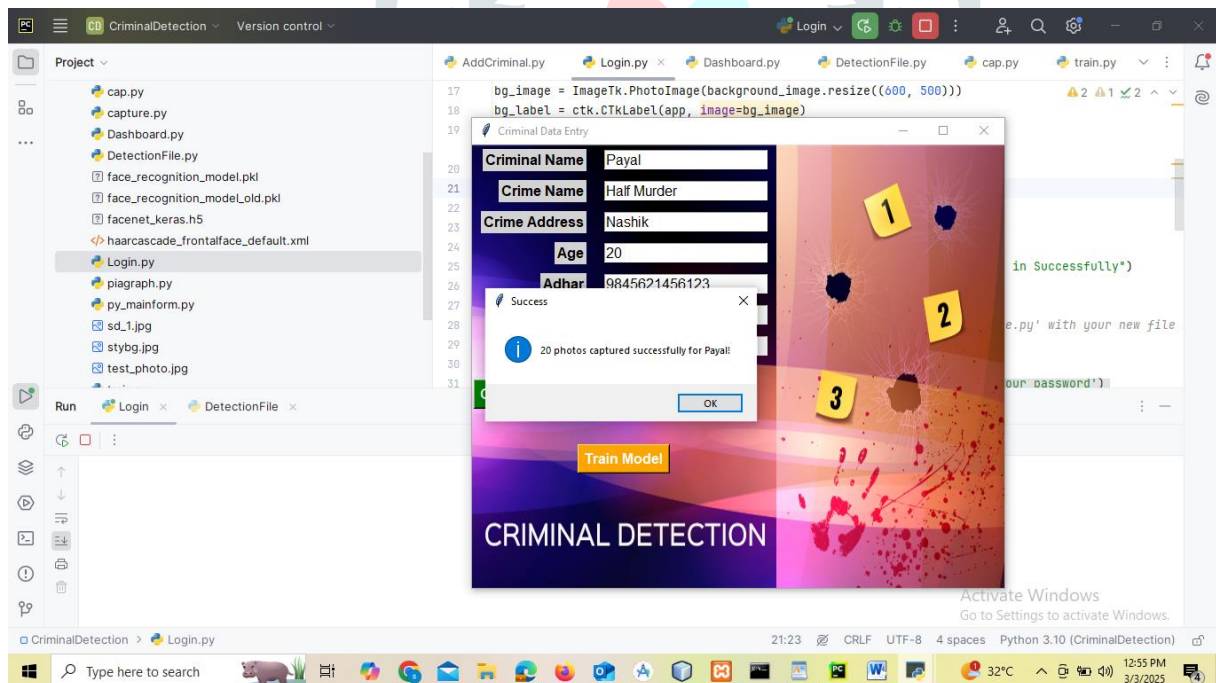 PC CD CriminalDetection Version control Login
Project
AddCriminal.py Login.py Dashboard.py DetectionFile.py cap.py train.py
cap.py
capture.py
Dashboard.py
DetectionFile.py
face_recognition_model.pkl
face_recognition_model_old.pkl
facenet_keras.h5
haarcascade_frontalface_default.xml
Login.py
piagraph.py
py_mainform.py
sd_1.jpg
stybg.jpg
test_photo.jpg
17 bg_image = ImageTk.PhotoImage(background_image.resize((600, 500)))
2 1 2
18 bg_label = ctk.CTkLabel(app, image=bg_image)
19
20
21
22
23
24
25 in Successfully")
26
27
28 e.py' with your new file
29
30
31 our password')
Criminal Data Entry
Criminal Name Payal
Crime Name Half Murder
Crime Address Nashik
Age 20
Adhar 9845621456123
Success
20 photos captured successfully for Payal!
OK
Train Model
CRIMINAL DETECTION
1
2
3
Run Login DetectionFile
Activate Windows
Go to Settings to activate Windows.
CriminalDetection > Login.py
21:23 CRLF UTF-8 4 spaces Python 3.10 (CriminalDetection)
Type here to search
32°C
12:55 PM
3/3/2025
4